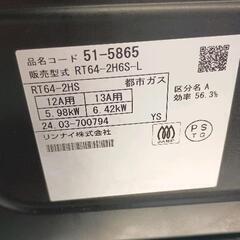 品名コード 51-5865
販売型式 RT64-2H6S-L
RT64-2HS 都市ガス
12A用 13A用
5.98kW 6.42kW
24.03-700794 YS
リンナイ株式会社
区分名 A
効率 56.3%
PS
TG